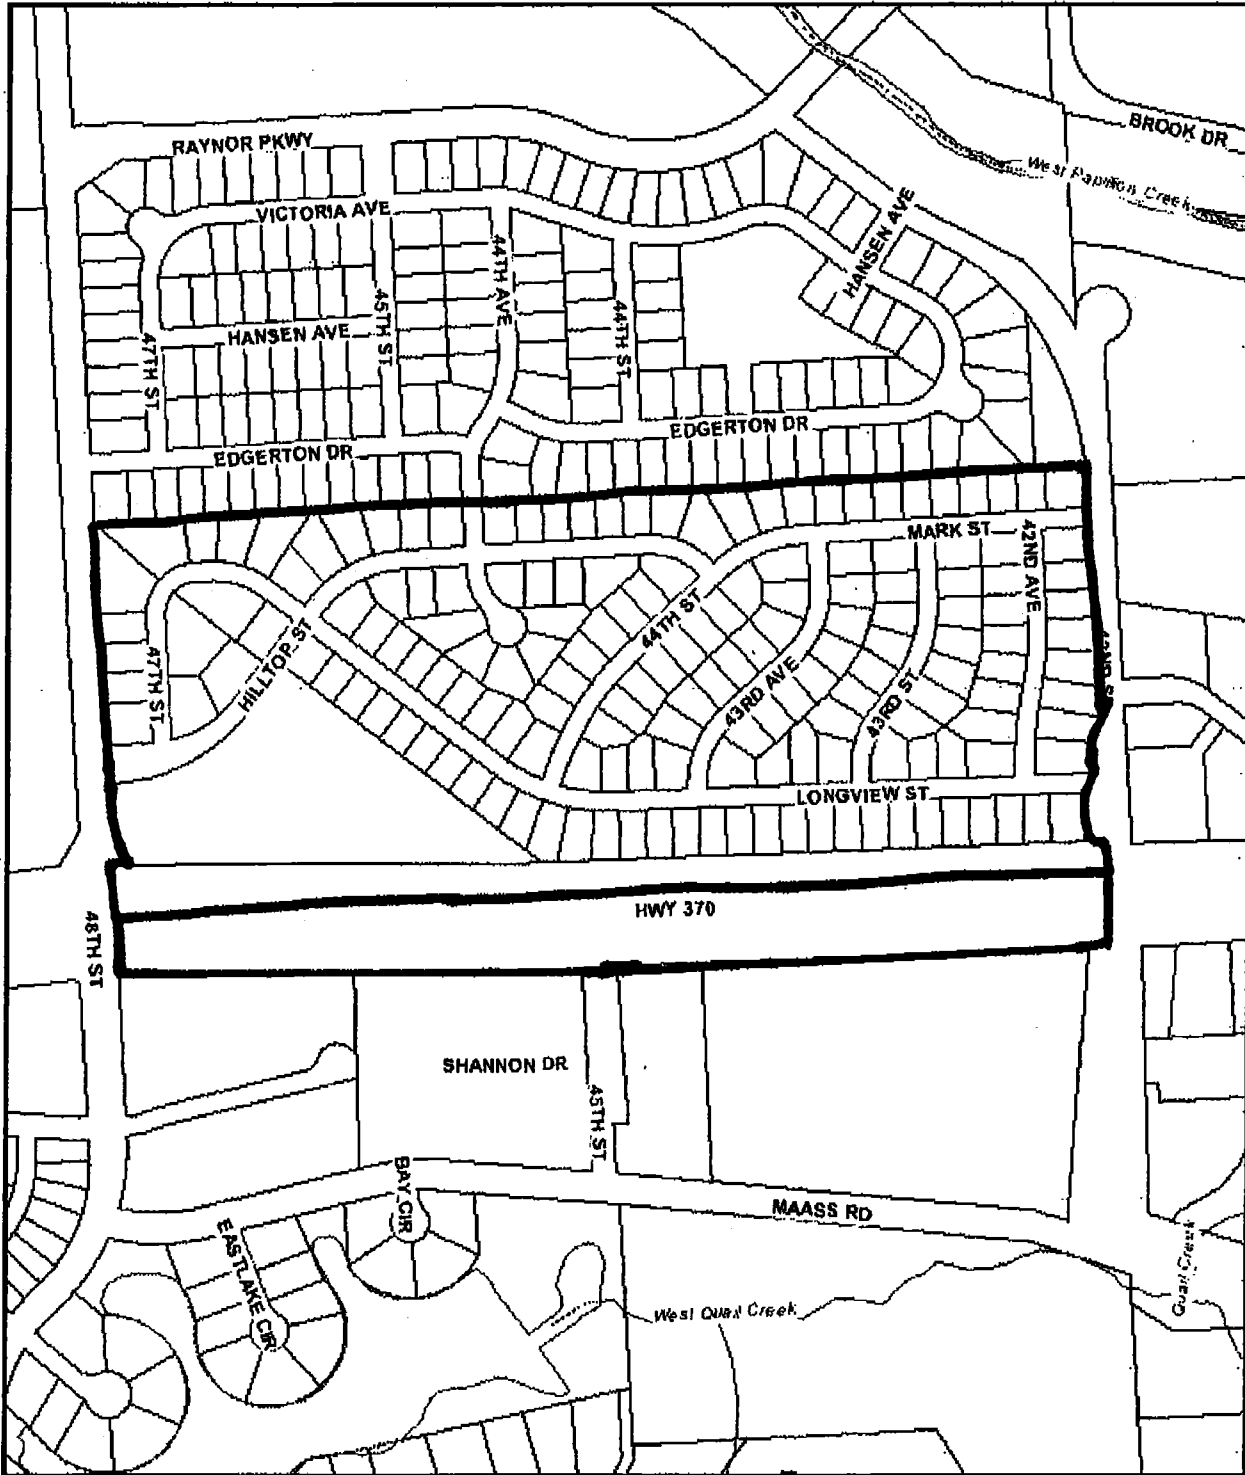 BROOK DR
RAYNOR PKWY
West Papillion Creek
VICTORIA AVE
HANSEN AVE
44TH AVE
45TH ST
44TH ST
HANSEN AVE
47TH ST
EDGERTON DR
EDGERTON DR
MARK ST
42ND AVE
44TH ST
HILLTOP ST
47TH ST
43RD AVE
43RD ST
42ND ST
LONGVIEW ST
HWY 370
48TH ST
SHANNON DR
45TH ST
BAY CIR
MAASS RD
EASTLAKE CIR
Quail Creek
West Quail Creek